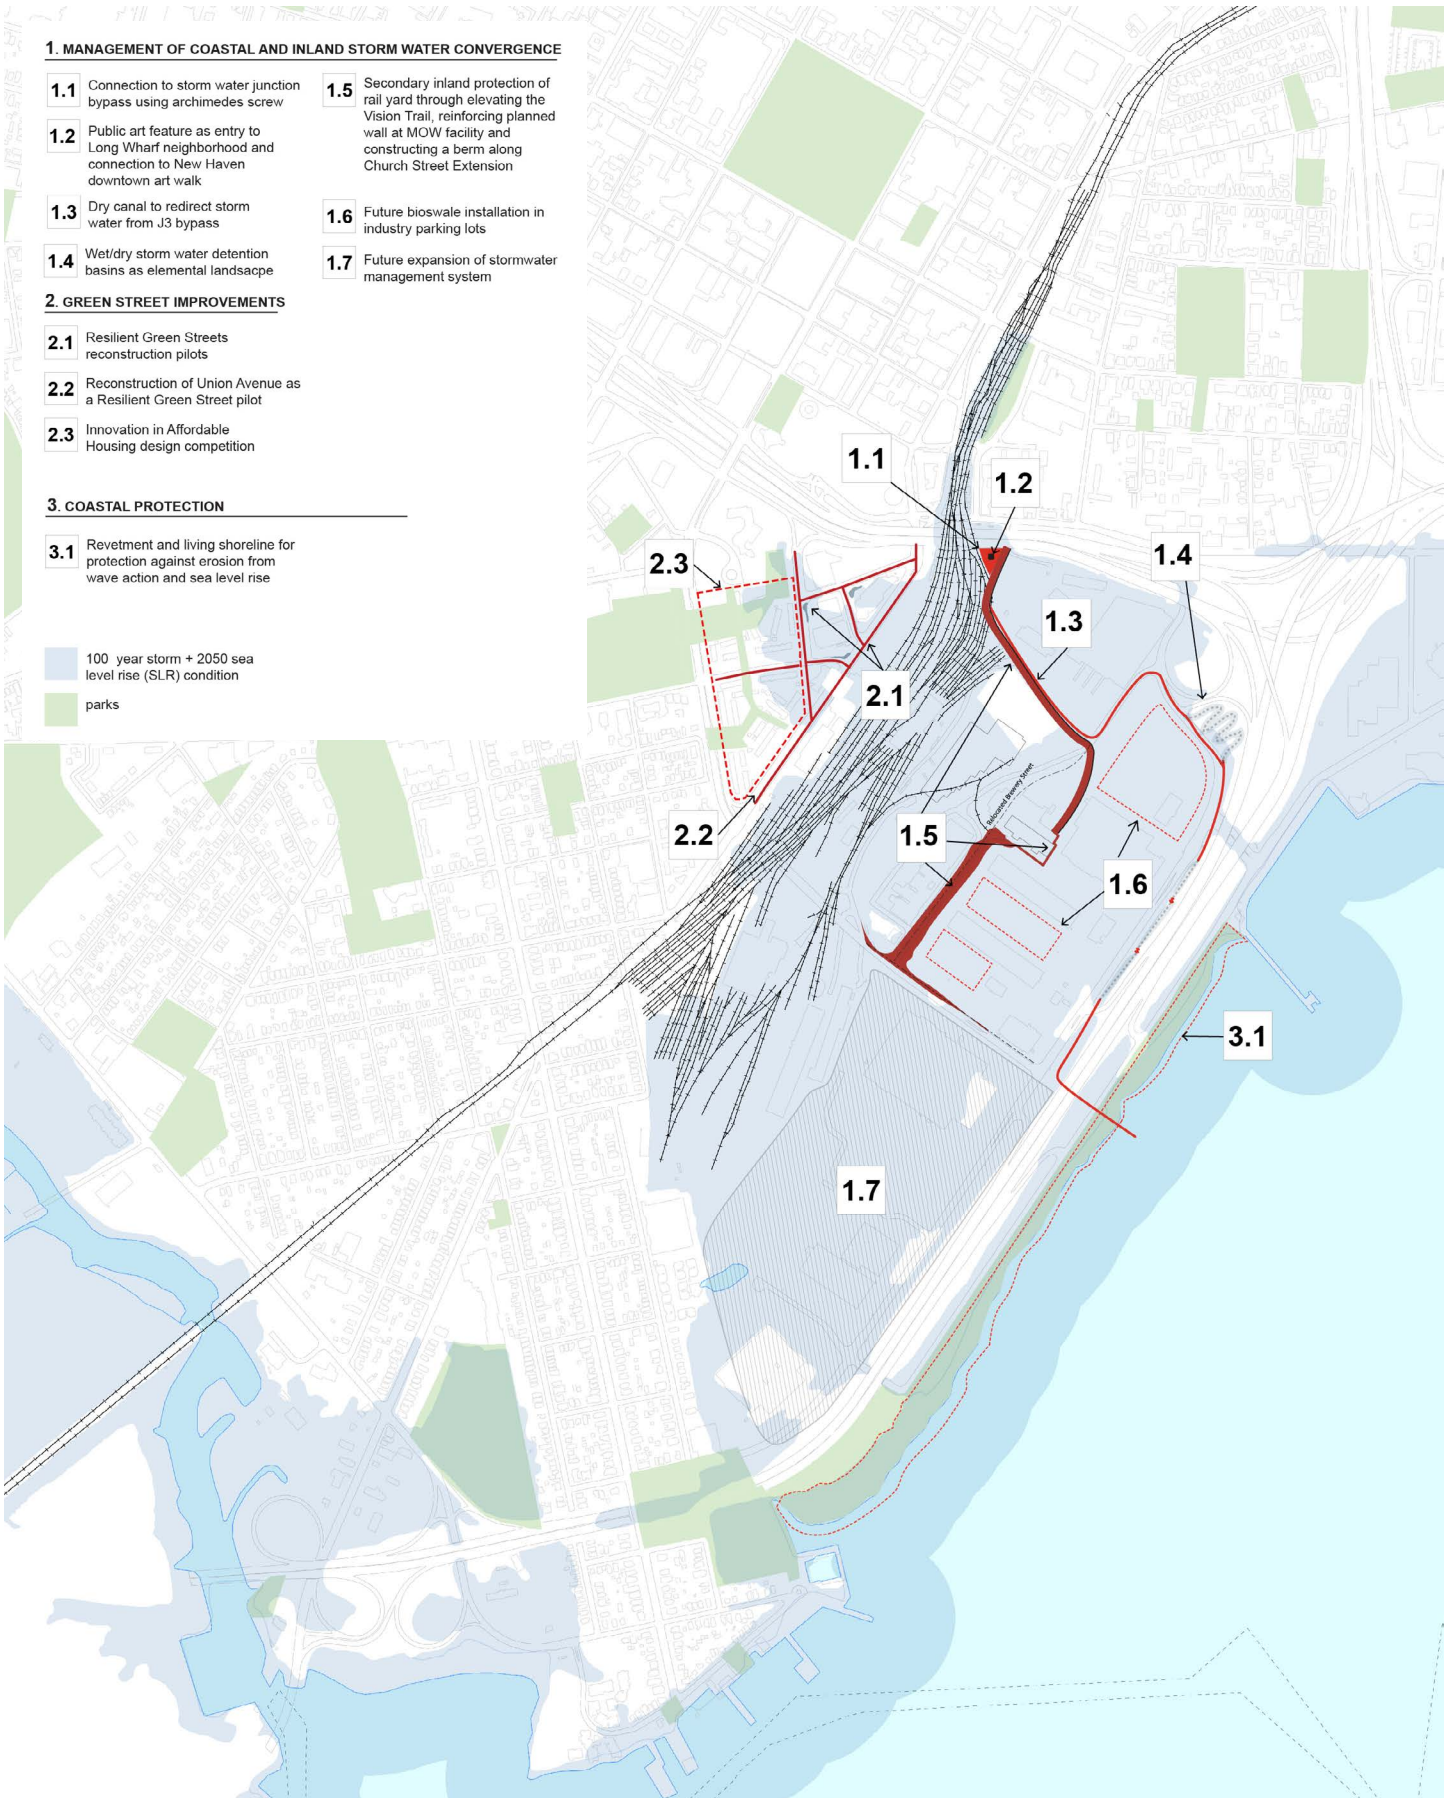 1. MANAGEMENT OF COASTAL AND INLAND STORM WATER CONVERGENCE
1.1 Connection to storm water junction
bypass using archimedes screw
1.2 Public art feature as entry to
Long Wharf neighborhood and
connection to New Haven
downtown art walk
1.3 Dry canal to redirect storm
water from J3 bypass
1.4 Wet/dry storm water detention
basins as elemental landsacpe
1.5 Secondary inland protection of
rail yard through elevating the
Vision Trail, reinforcing planned
wall at MOW facility and
constructing a berm along
Church Street Extension
1.6 Future bioswale installation in
industry parking lots
1.7 Future expansion of stormwater
management system
2. GREEN STREET IMPROVEMENTS
2.1 Resilient Green Streets
reconstruction pilots
2.2 Reconstruction of Union Avenue as
a Resilient Green Street pilot
2.3 Innovation in Affordable
Housing design competition
3. COASTAL PROTECTION
3.1 Revetment and living shoreline for
protection against erosion from
wave action and sea level rise
100 year storm + 2050 sea
level rise (SLR) condition
parks
1.1
1.2
2.3
1.4
1.3
2.1
Relocated Brewery Street
2.2
1.5
1.6
3.1
1.7